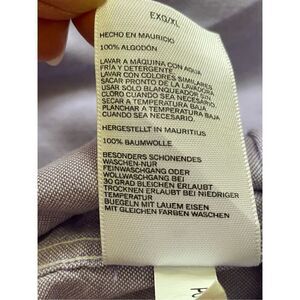 EXG/XL
HECHO EN MAURICIO
100% ALGODÓN
LAVAR A MÁQUINA CON AGUA
FRÍA Y DETERGENTE
LAVAR CON COLORES SIMILARES
SACAR PRONTO DE LA LAVADORA
USAR SOLO BLANQUEADOR SIN
CLORO CUANDO SEA NECESARIO.
SECAR A TEMPERATURA BAJA
PLANCHAR A TEMPERATURA BAJA
CUANDO SEA NECESARIO.
HERGESTELLT IN MAURITIUS
100% BAUMWOLLE
BESONDERS SCHONENDES
WASCHEN-NUR
FEINWASCHGANG ODER
WOLLWASCHGANG BEI
30 GRAD BLEICHEN ERLAUBT
TROCKNEN ERLAUBT BEI NIEDRIGER
TEMPERATUR
BUEGELN MIT LAUEM EISEN
MIT GLEICHEN FARBEN WASCHEN